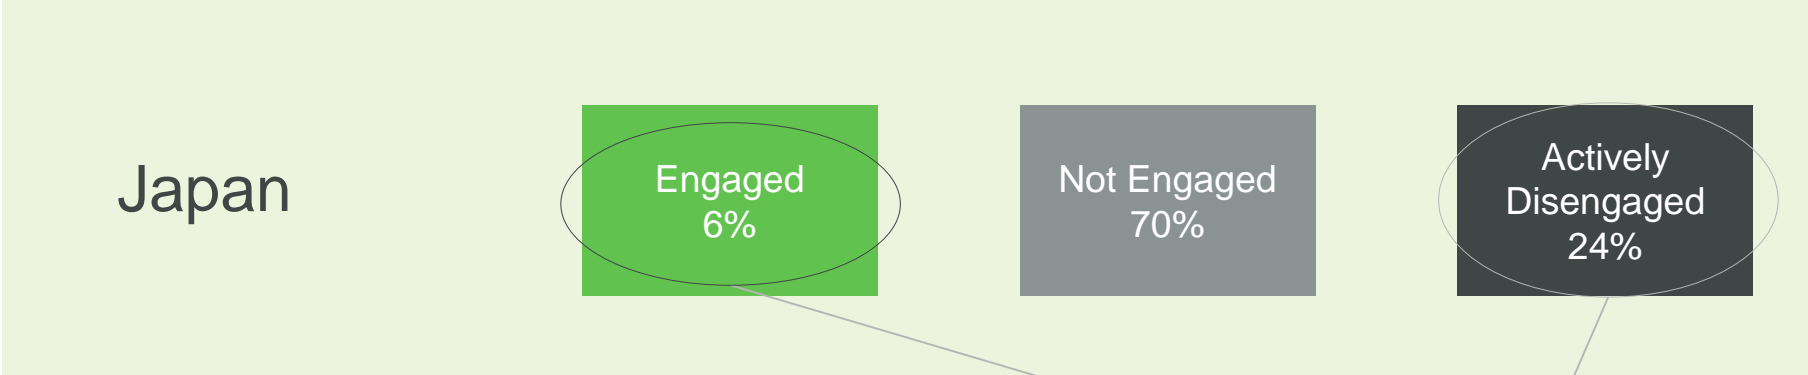 Japan
Engaged
6%
Not Engaged
70%
Actively
Disengaged
24%